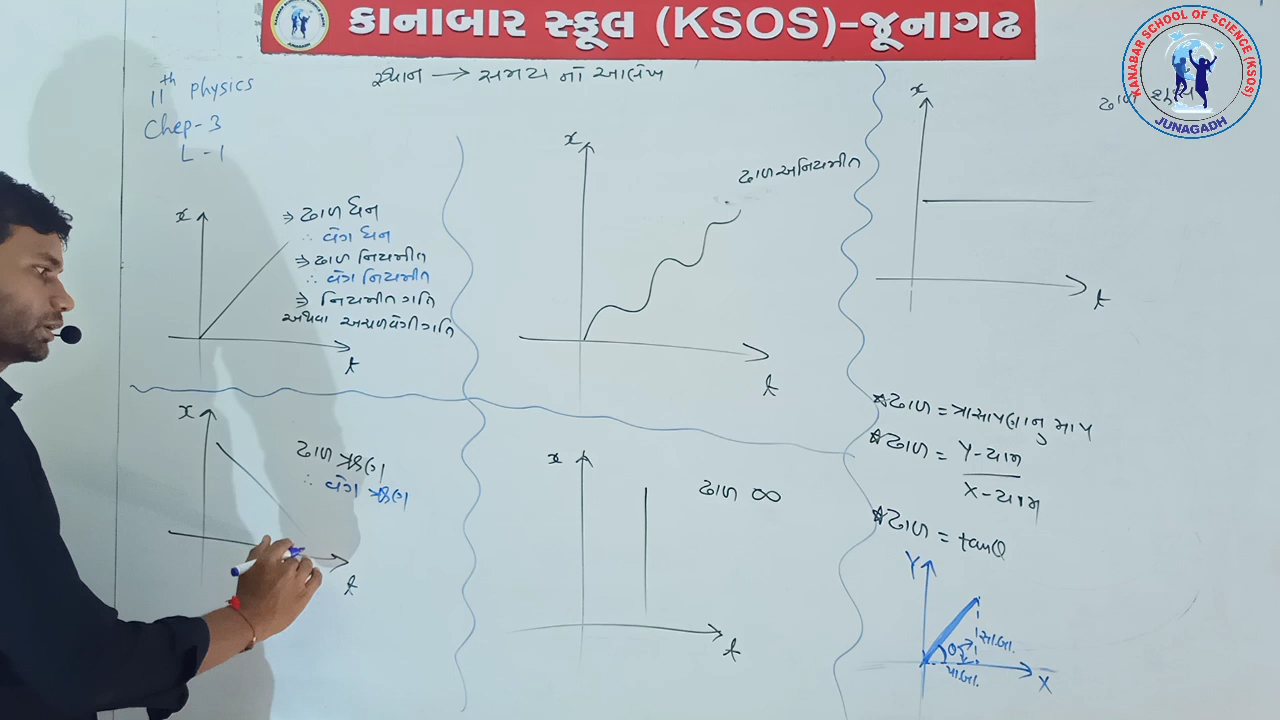 કાનાબાર સ્કૂલ (KSOS)-જૂનાગઢ
JUNAGADH
KANABAR SCHOOL OF SCIENCE (KSOS)
JUNAGADH
સ્થાન → સમય નો આલેખ
11th Physics
Chep-3
L-1
x
⇒ ઢાળ ધન
∴ વેગ ધન
⇒ ઢાળ નિયમીત
∴ વેગ નિયમીત
⇒ નિયમીત ગતિ
અથવા અચળવેગીગતિ
t
x
ઢાળ અનિયમીત
t
x
ઢાળ
t
x
ઢાળ ઋણ
∴ વેગ ઋણ
t
x
ઢાળ ∞
t
*ઢાળ = ત્રાસાપણાનુ માપ
*ઢાળ = Y-યામ
X-યામ
*ઢાળ = tanθ
Y
θ
સા.બા.
પા.બા.
X